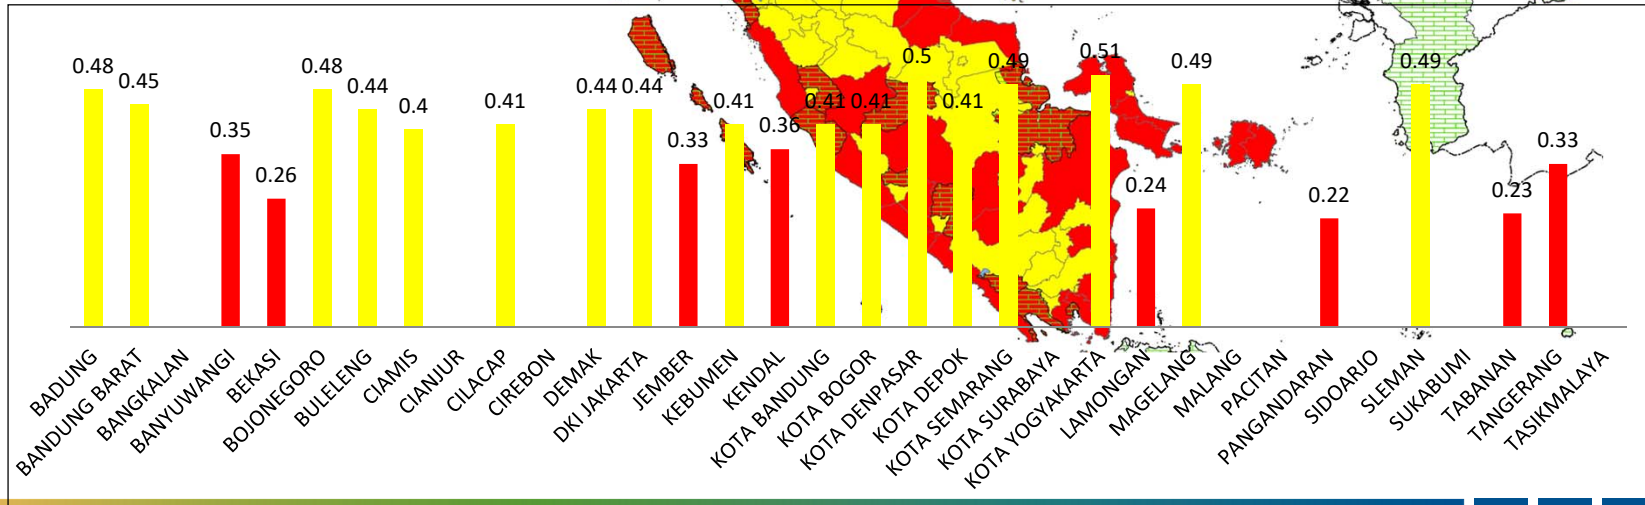 0.48
0.45
0.35
0.26
0.48
0.44
0.4
0.41
0.44
0.44
0.33
0.41
0.36
0.41
0.41
0.5
0.41
0.49
0.51
0.24
0.49
0.22
0.49
0.23
0.33
BADUNG
BANDUNG BARAT
BANGKALAN
BANYUWANGI
BEKASI
BOJONEGORO
BULELENG
CIAMIS
CIANJUR
CILACAP
CIREBON
DEMAK
DKI JAKARTA
JEMBER
KEBUMEN
KENDAL
KOTA BANDUNG
KOTA BOGOR
KOTA DENPASAR
KOTA DEPOK
KOTA SEMARANG
KOTA SURABAYA
KOTA YOGYAKARTA
LAMONGAN
MAGELANG
MALANG
PACITAN
PANGANDARAN
SIDOARJO
SLEMAN
SUKABUMI
TABANAN
TANGERANG
TASIKMALAYA